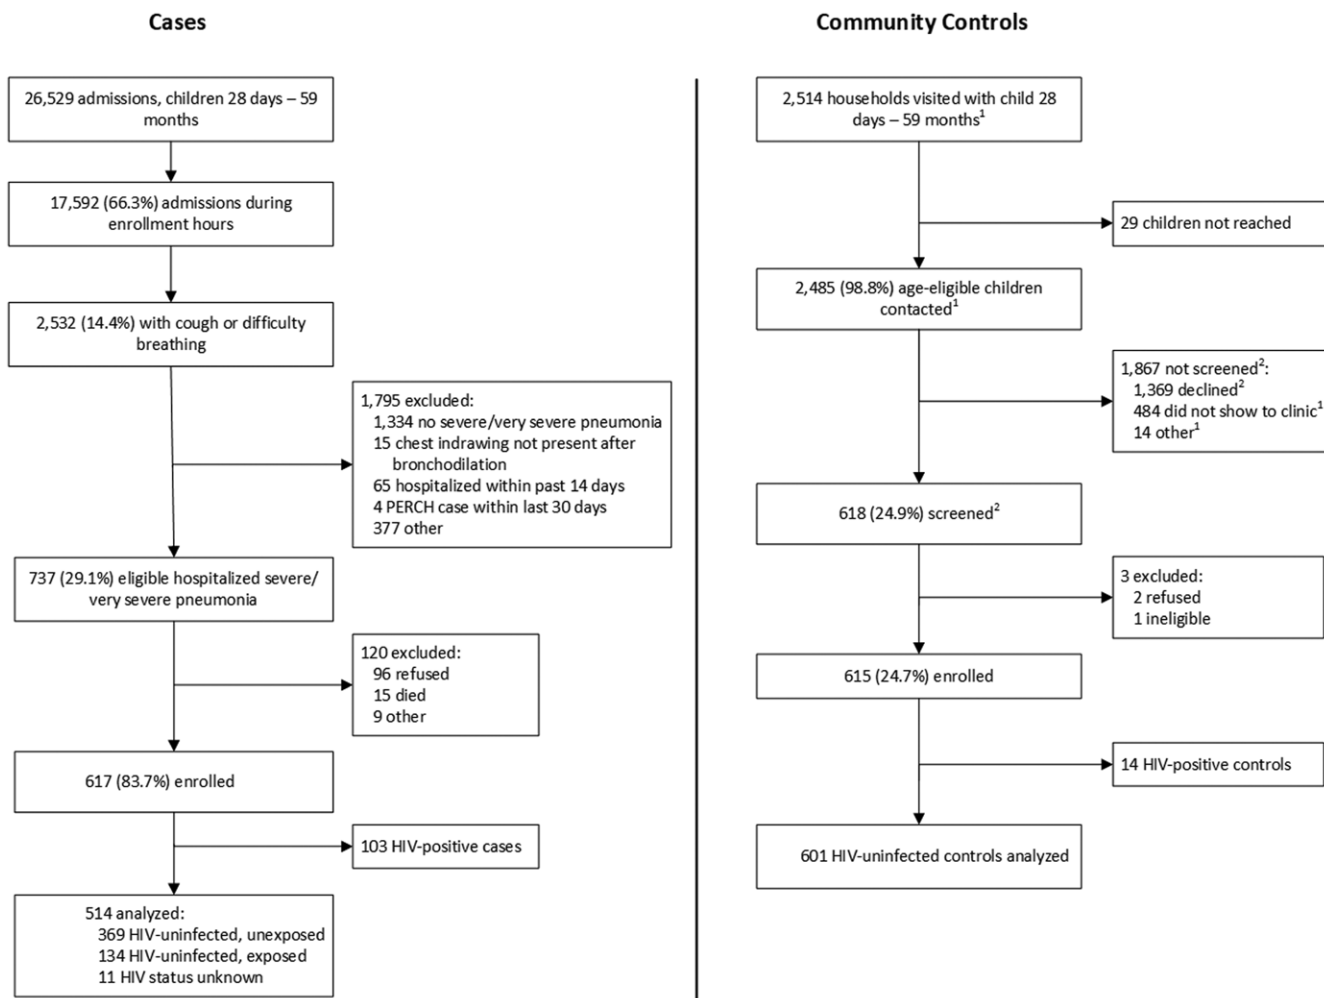 Cases
26,529 admissions, children 28 days – 59
months
17,592 (66.3%) admissions during
enrollment hours
2,532 (14.4%) with cough or difficulty
breathing
1,795 excluded:
1,334 no severe/very severe pneumonia
15 chest indrawing not present after
bronchodilation
65 hospitalized within past 14 days
4 PERCH case within last 30 days
377 other
737 (29.1%) eligible hospitalized severe/
very severe pneumonia
120 excluded:
96 refused
15 died
9 other
617 (83.7%) enrolled
103 HIV-positive cases
514 analyzed:
369 HIV-uninfected, unexposed
134 HIV-uninfected, exposed
11 HIV status unknown
Community Controls
2,514 households visited with child 28
days – 59 months¹
29 children not reached
2,485 (98.8%) age-eligible children
contacted¹
1,867 not screened²:
1,369 declined²
484 did not show to clinic¹
14 other¹
618 (24.9%) screened²
3 excluded:
2 refused
1 ineligible
615 (24.7%) enrolled
14 HIV-positive controls
601 HIV-uninfected controls analyzed